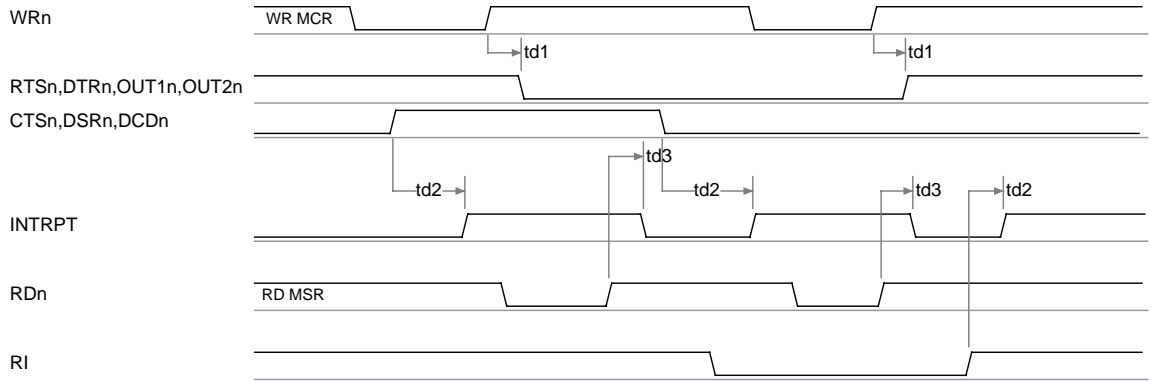 WRn WR MCR
td1 td1
RTSn,DTRn,OUT1n,OUT2n
CTSn,DSRn,DCDn
td3
td2 td2 td3 td2
INTRPT
RDn RD MSR
RI